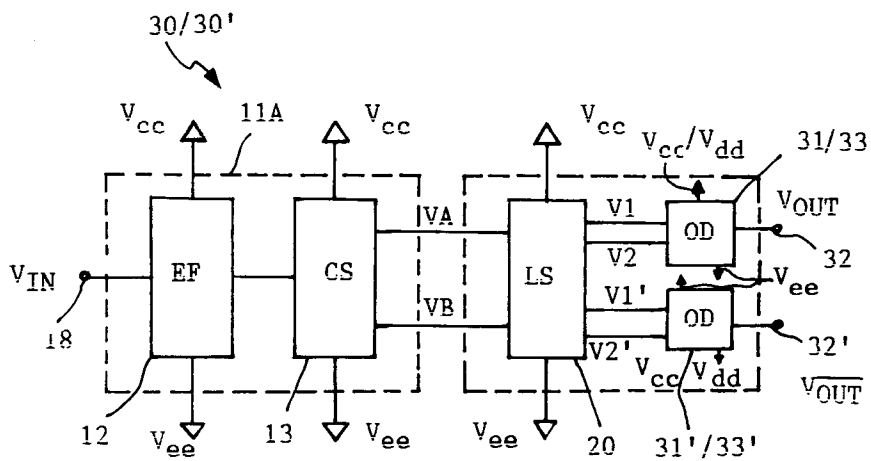 30/30'
11A
Vcc
Vcc
Vcc
Vcc/Vdd
31/33
VIN
18
EF
CS
VA
VB
LS
V1
V2
V1'
V2'
OD
OD
VOUT
32
Vee
32'
VOUT
Vcc
Vdd
12
Vee
13
Vee
Vee
20
31'/33'